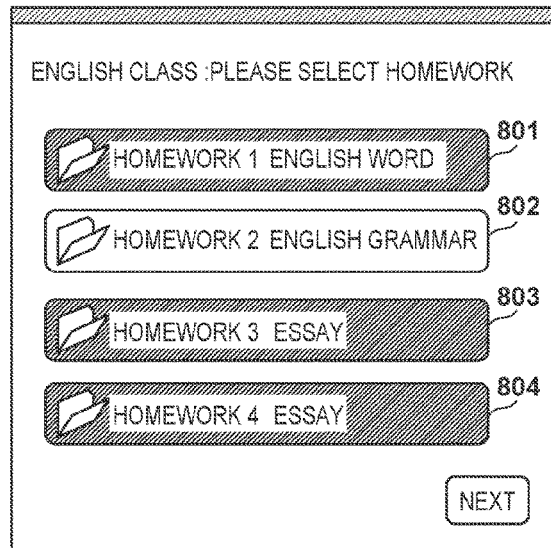 ENGLISH CLASS :PLEASE SELECT HOMEWORK
801
HOMEWORK 1 ENGLISH WORD
802
HOMEWORK 2 ENGLISH GRAMMAR
803
HOMEWORK 3 ESSAY
804
HOMEWORK 4 ESSAY
NEXT